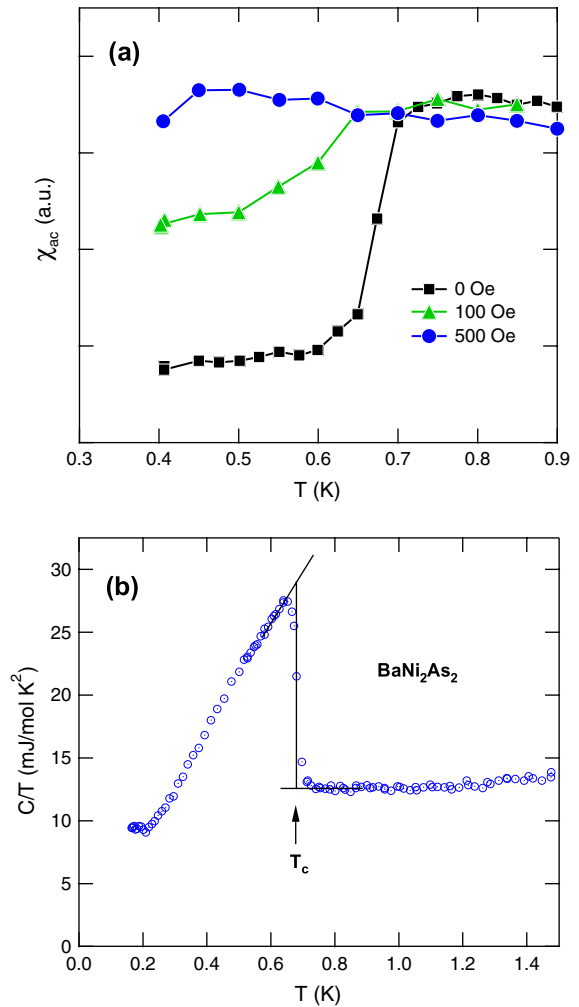 (a)
χac (a.u.)
0 Oe
100 Oe
500 Oe
0.3 0.4 0.5 0.6 0.7 0.8 0.9
T (K)
(b)
30
25
20
15
10
5
0
C/T (mJ/mol K²)
BaNi₂As₂
Tc
0.0 0.2 0.4 0.6 0.8 1.0 1.2 1.4
T (K)